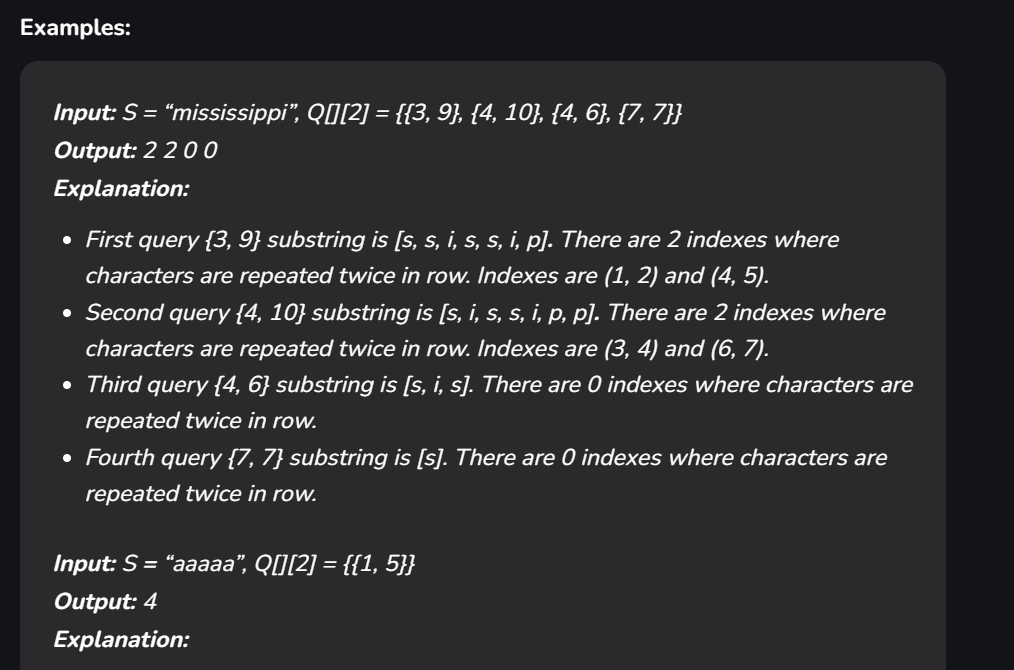 Examples:
Input: S = “mississippi”, Q[][2] = {{3, 9}, {4, 10}, {4, 6}, {7, 7}}
Output: 2 2 0 0
Explanation:
• First query {3, 9} substring is [s, s, i, s, s, i, p]. There are 2 indexes where
characters are repeated twice in row. Indexes are (1, 2) and (4, 5).
• Second query {4, 10} substring is [s, i, s, s, i, p, p]. There are 2 indexes where
characters are repeated twice in row. Indexes are (3, 4) and (6, 7).
• Third query {4, 6} substring is [s, i, s]. There are 0 indexes where characters are
repeated twice in row.
• Fourth query {7, 7} substring is [s]. There are 0 indexes where characters are
repeated twice in row.
Input: S = “aaaaa”, Q[][2] = {{1, 5}}
Output: 4
Explanation: